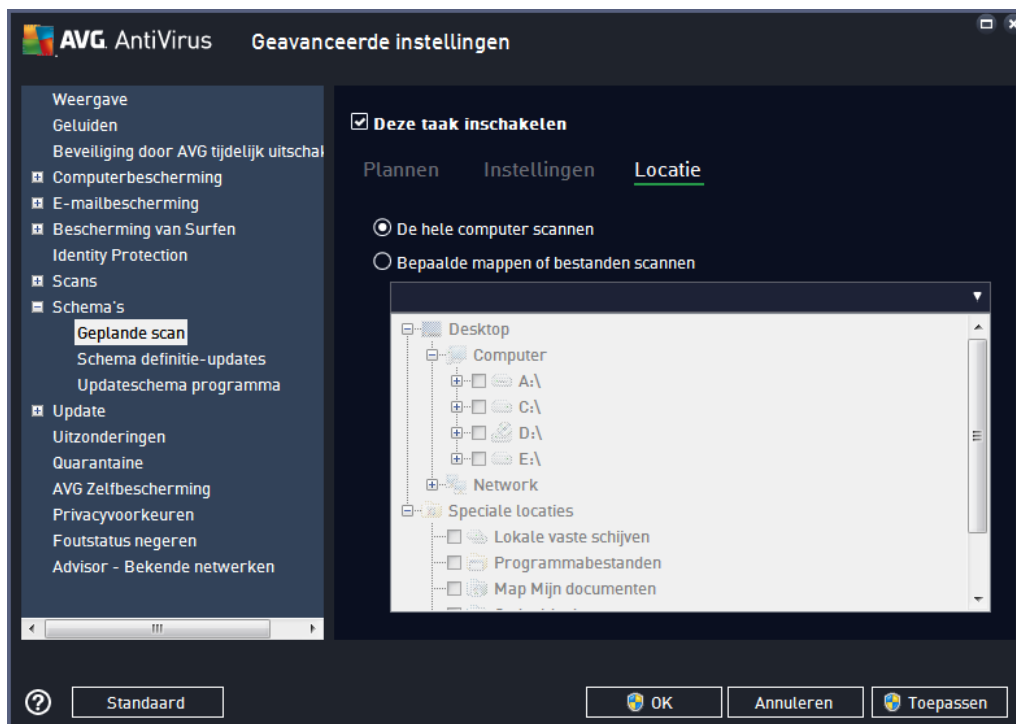 AVG. AntiVirus Geavanceerde instellingen
Weergave
Geluiden
Beveiliging door AVG tijdelijk uitschak
Computerbescherming
E-mailbescherming
Bescherming van Surfen
Identity Protection
Scans
Schema's
Geplande scan
Schema definitie-updates
Updateschema programma
Update
Uitzonderingen
Quarantaine
AVG Zelfbescherming
Privacyvoorkeuren
Foutstatus negeren
Advisor - Bekende netwerken
Deze taak inschakelen
Plannen Instellingen Locatie
De hele computer scannen
Bepaalde mappen of bestanden scannen
Desktop
Computer
A:\
C:\
D:\
E:\
Network
Speciale locaties
Lokale vaste schijven
Programmabestanden
Map Mijn documenten
Standaard OK Annuleren Toepassen